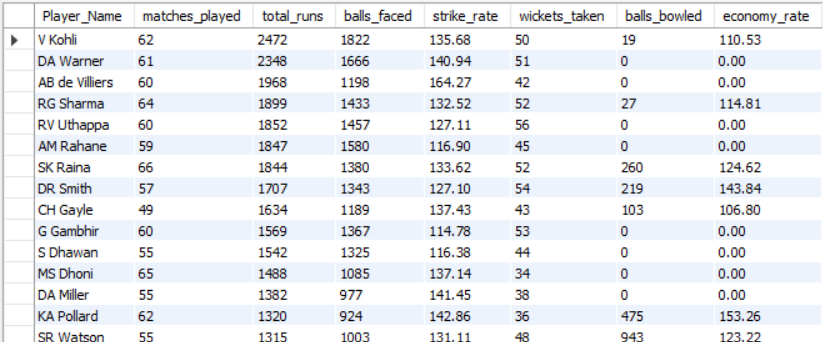 Player_Name matches_played total_runs balls_faced strike_rate wickets_taken balls_bowled economy_rate
V Kohli 62 2472 1822 135.68 50 19 110.53
DA Warner 61 2348 1666 140.94 51 0 0.00
AB de Villiers 60 1968 1198 164.27 42 0 0.00
RG Sharma 64 1899 1433 132.52 52 27 114.81
RV Uthappa 60 1852 1457 127.11 56 0 0.00
AM Rahane 59 1847 1580 116.90 45 0 0.00
SK Raina 66 1844 1380 133.62 52 260 124.62
DR Smith 57 1707 1343 127.10 54 219 143.84
CH Gayle 49 1634 1189 137.43 43 103 106.80
G Gambhir 60 1569 1367 114.78 53 0 0.00
S Dhawan 55 1542 1325 116.38 44 0 0.00
MS Dhoni 65 1488 1085 137.14 34 0 0.00
DA Miller 55 1382 977 141.45 38 0 0.00
KA Pollard 62 1320 924 142.86 36 475 153.26
SR Watson 55 1315 1003 131.11 48 943 123.22